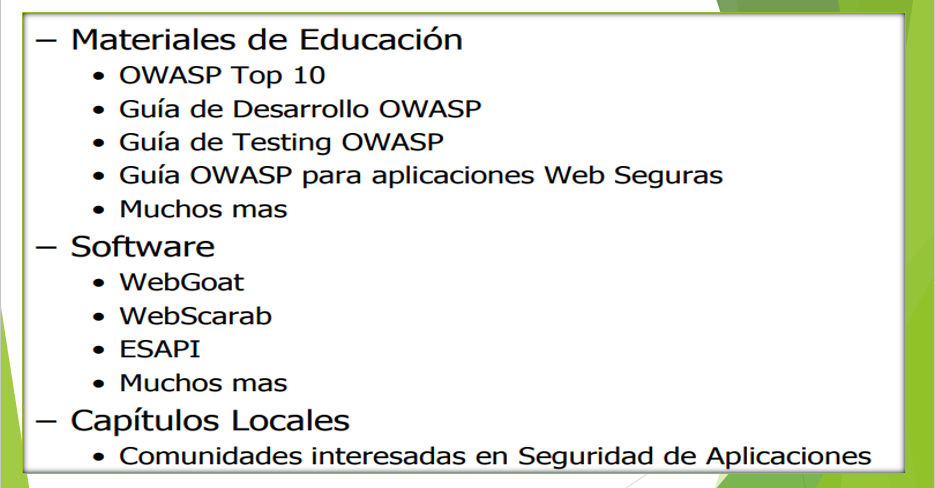 – Materiales de Educación
• OWASP Top 10
• Guía de Desarrollo OWASP
• Guía de Testing OWASP
• Guía OWASP para aplicaciones Web Seguras
• Muchos mas
– Software
• WebGoat
• WebScarab
• ESAPI
• Muchos mas
– Capítulos Locales
• Comunidades interesadas en Seguridad de Aplicaciones